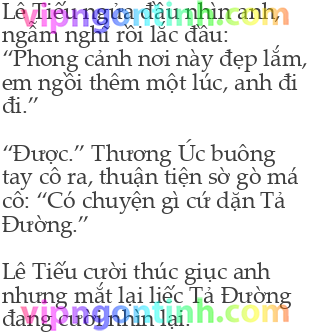 Lê Tiếu ngửa đầu nhìn anh,
ngẫm nghĩ rồi lắc đầu:
“Phong cảnh nơi này đẹp lắm,
em ngồi thêm một lúc, anh đi
đi.”
“Được.” Thương Úc buông
tay cô ra, thuận tiện sờ gò má
cô: “Có chuyện gì cứ dặn Tả
Đường.”
Lê Tiếu cười thúc giục anh
nhưng mắt lại liếc Tả Đường
đang cười nhìn lại.
vipngontinh.com
vipngontinh.com